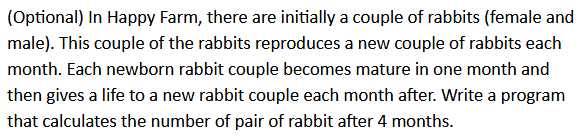 (Optional) In Happy Farm, there are initially a couple of rabbits (female and
male). This couple of the rabbits reproduces a new couple of rabbits each
month. Each newborn rabbit couple becomes mature in one month and
then gives a life to a new rabbit couple each month after. Write a program
that calculates the number of pair of rabbit after 4 months.